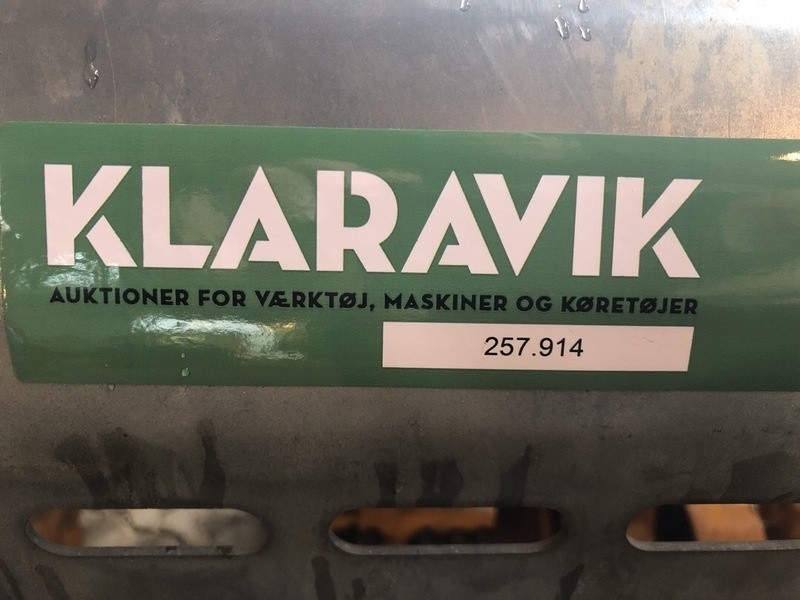 KLARAVIK
AUKTIONER FOR VÆRKTØJ, MASKINER OG KØRETØJER
257.914